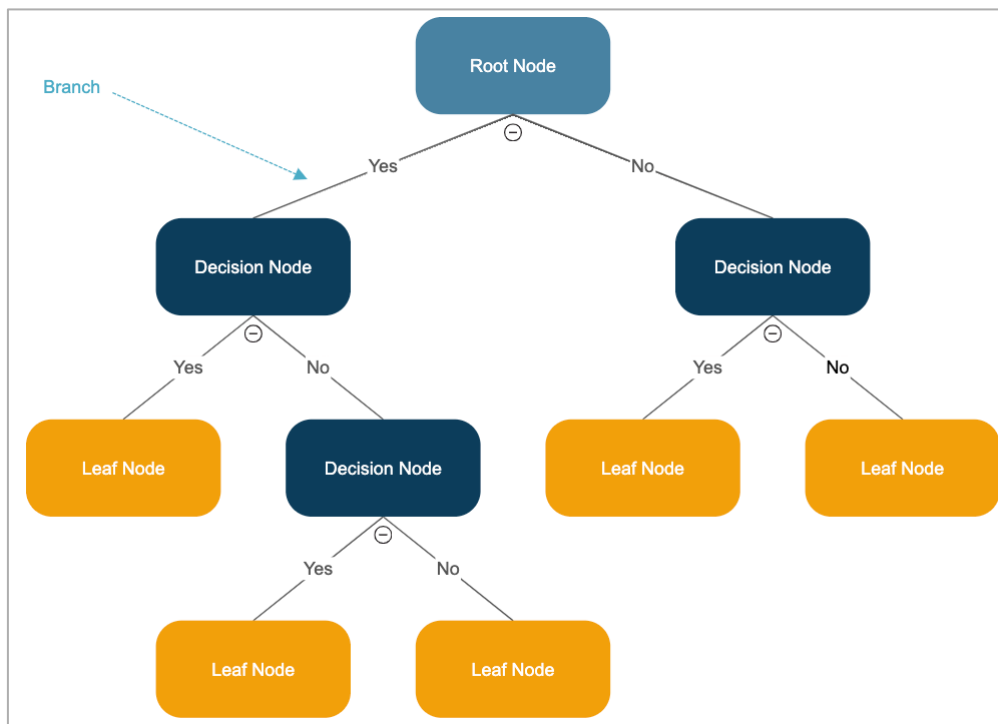 Root Node
Branch
Yes
No
Decision Node
Decision Node
Yes
No
Yes
No
Leaf Node
Decision Node
Leaf Node
Leaf Node
Yes
No
Leaf Node
Leaf Node